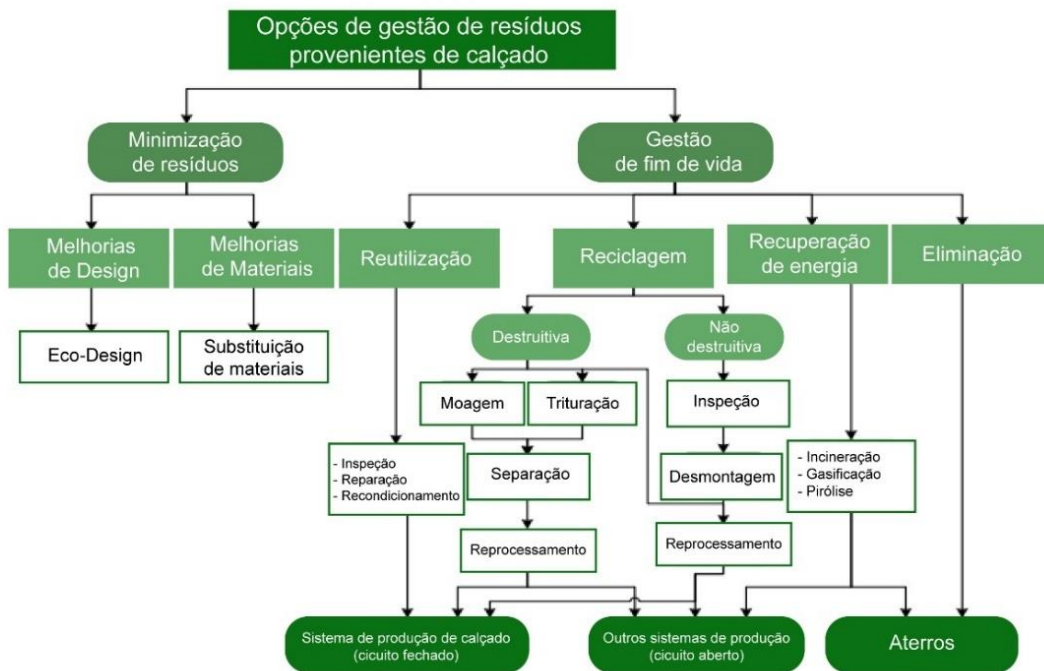 Opções de gestão de resíduos
provenientes de calçado
Minimização
de resíduos
Gestão
de fim de vida
Melhorias
de Design
Melhorias
de Materiais
Reutilização
Reciclagem
Recuperação
de energia
Eliminação
Eco-Design
Substituição
de materiais
Destruitiva
Não
destruitiva
Moagem
Trituração
Inspeção
- Inspeção
- Reparação
- Recondicionamento
Separação
Desmontagem
- Incineração
- Gasificação
- Pirólise
Reprocessamento
Reprocessamento
Sistema de produção de calçado
(cicuito fechado)
Outros sistemas de produção
(cicuito aberto)
Aterros